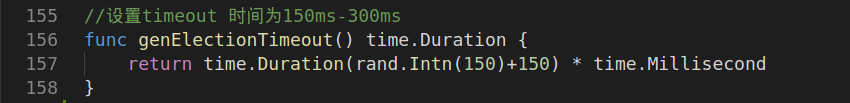 155 //设置timeout 时间为150ms-300ms
156 func genElectionTimeout() time.Duration {
157 return time.Duration(rand.Intn(150)+150) * time.Millisecond
158 }